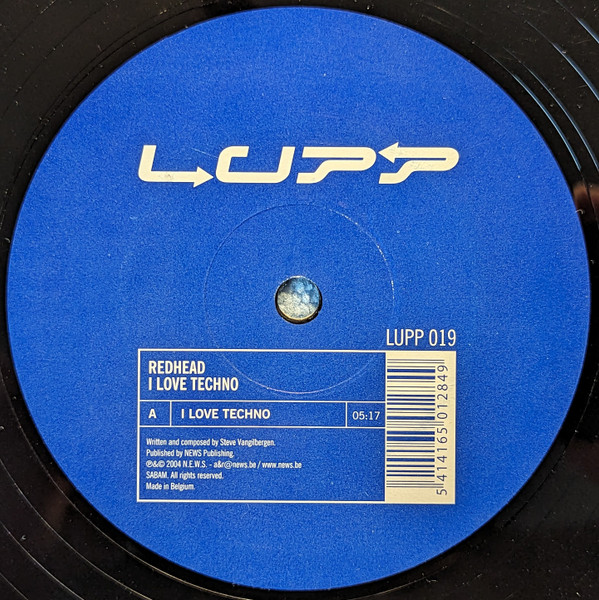 LUPP
LUPP 019
REDHEAD
I LOVE TECHNO
A I LOVE TECHNO 05:17
Written and composed by Steve Vangilbergen.
Published by NEWS Publishing.
℗&© 2004 N.E.W.S. - a&r@news.be / www.news.be
SABAM. All rights reserved.
Made in Belgium.
5 414165 012849